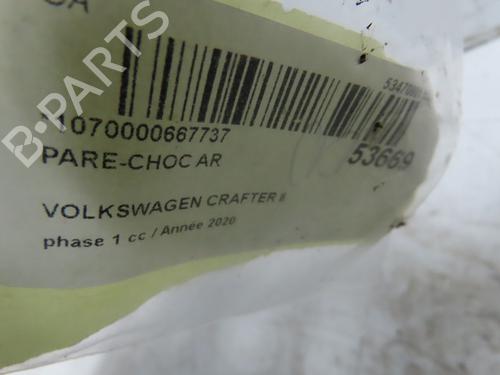 B-PARTS
1070000667737
53669
PARE-CHOC AR
VOLKSWAGEN CRAFTER II
phase 1 cc / Année 2020